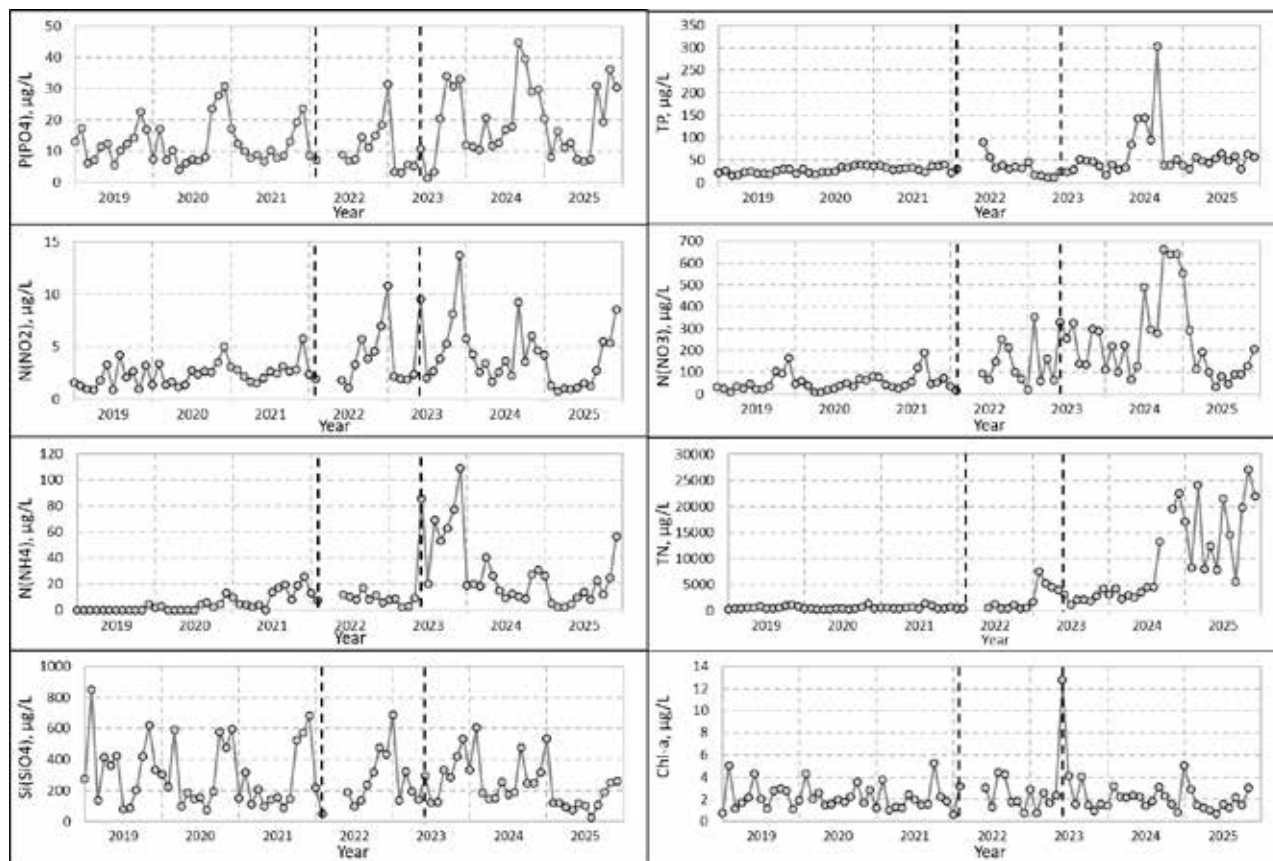 P(PO4), µg/L
50
40
30
20
10
0
2019 2020 2021 2022 2023 2024 2025
Year
TP, µg/L
350
300
250
200
150
100
50
0
2019 2020 2021 2022 2023 2024 2025
Year
N(NO2), µg/L
15
10
5
0
2019 2020 2021 2022 2023 2024 2025
Year
N(NO3), µg/L
700
600
500
400
300
200
100
0
2019 2020 2021 2022 2023 2024 2025
Year
N(NH4), µg/L
120
100
80
60
40
20
0
2019 2020 2021 2022 2023 2024 2025
Year
TN, µg/L
30000
25000
20000
15000
10000
5000
0
2019 2020 2021 2022 2023 2024 2025
Year
Si(SiO4), µg/L
1000
800
600
400
200
0
2019 2020 2021 2022 2023 2024 2025
Year
Chl-a, µg/L
14
12
10
8
6
4
2
0
2019 2020 2021 2022 2023 2024 2025
Year